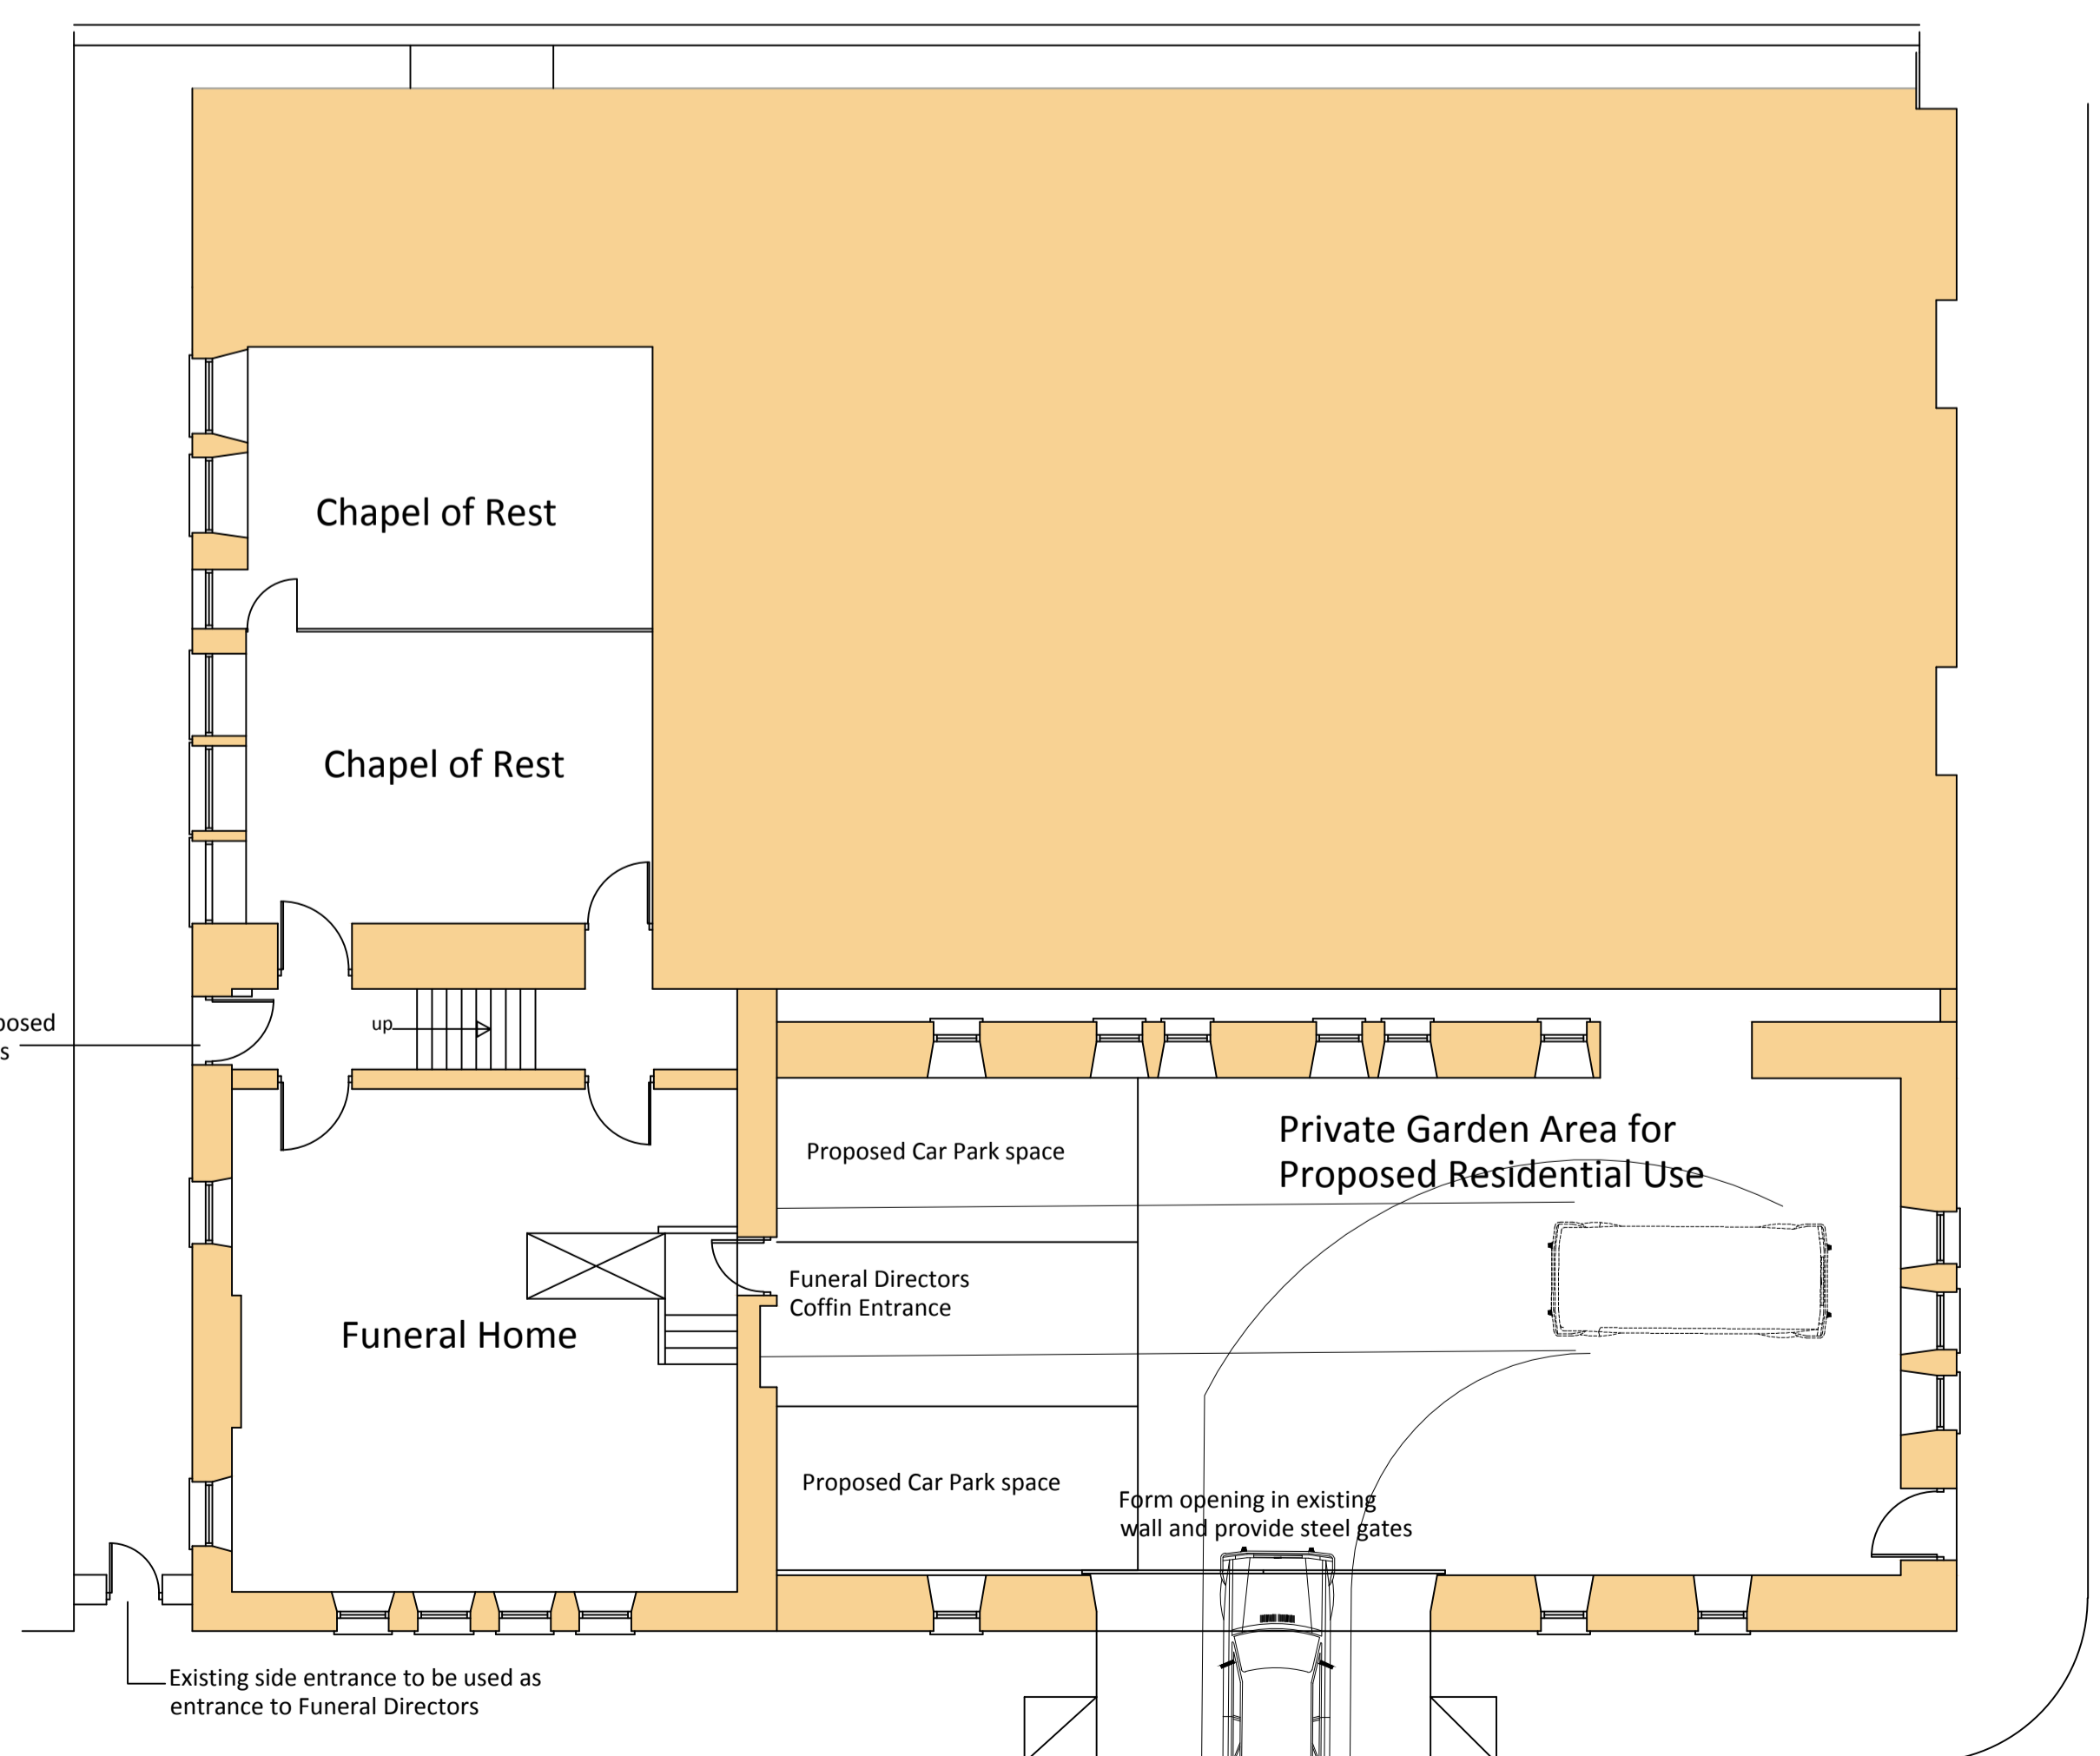 Chapel of Rest
Chapel of Rest
up
Private Garden Area for
Proposed Residential Use
Proposed Car Park space
Funeral Directors
Coffin Entrance
Funeral Home
Proposed Car Park space
Form opening in existing
wall and provide steel gates
Existing side entrance to be used as
entrance to Funeral Directors